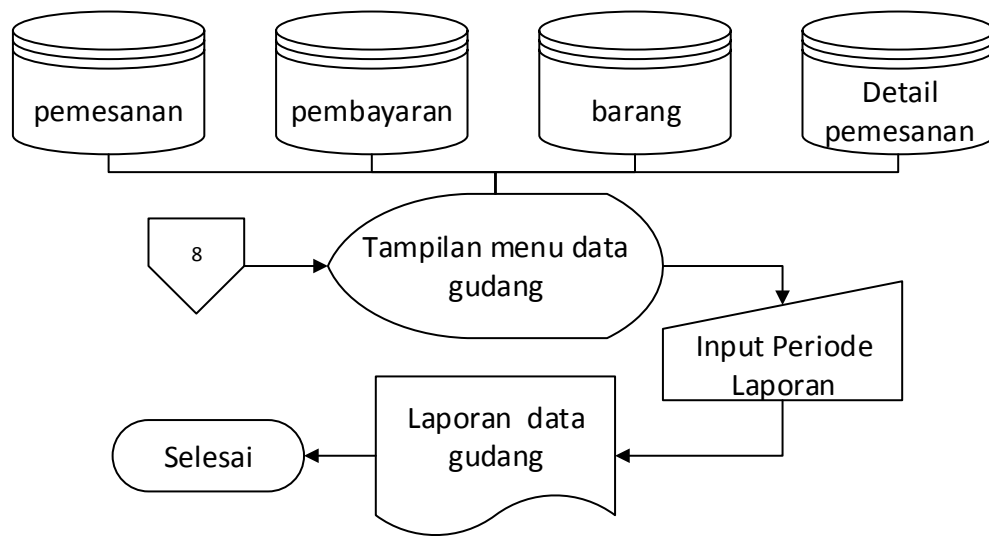 pemesanan
pembayaran
barang
Detail
pemesanan
8
Tampilan menu data
gudang
Input Periode
Laporan
Laporan data
gudang
Selesai